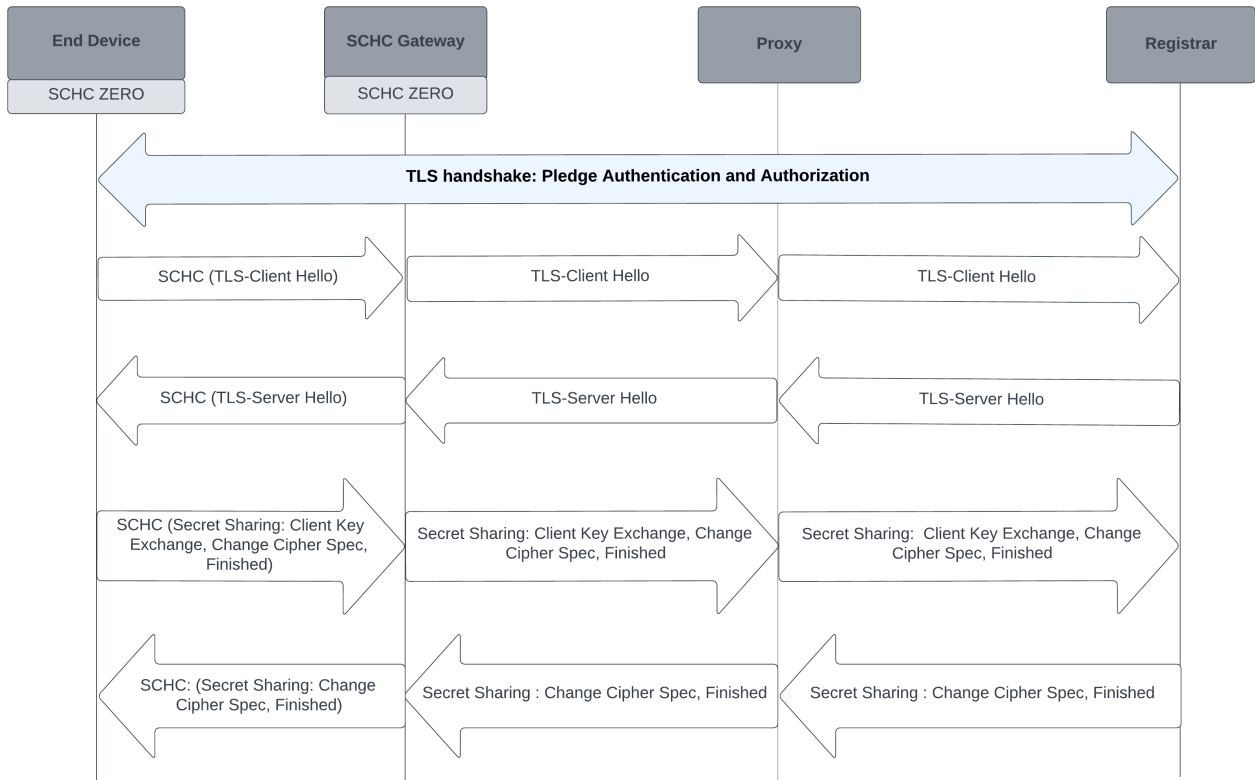 End Device
SCHC Gateway
Proxy
Registrar
SCHC ZERO
SCHC ZERO
TLS handshake: Pledge Authentication and Authorization
SCHC (TLS-Client Hello)
TLS-Client Hello
TLS-Client Hello
SCHC (TLS-Server Hello)
TLS-Server Hello
TLS-Server Hello
SCHC (Secret Sharing: Client Key
Exchange, Change Cipher Spec,
Finished)
Secret Sharing: Client Key Exchange, Change
Cipher Spec, Finished
Secret Sharing:  Client Key Exchange, Change
Cipher Spec, Finished
SCHC: (Secret Sharing: Change
Cipher Spec, Finished)
Secret Sharing : Change Cipher Spec, Finished
Secret Sharing : Change Cipher Spec, Finished